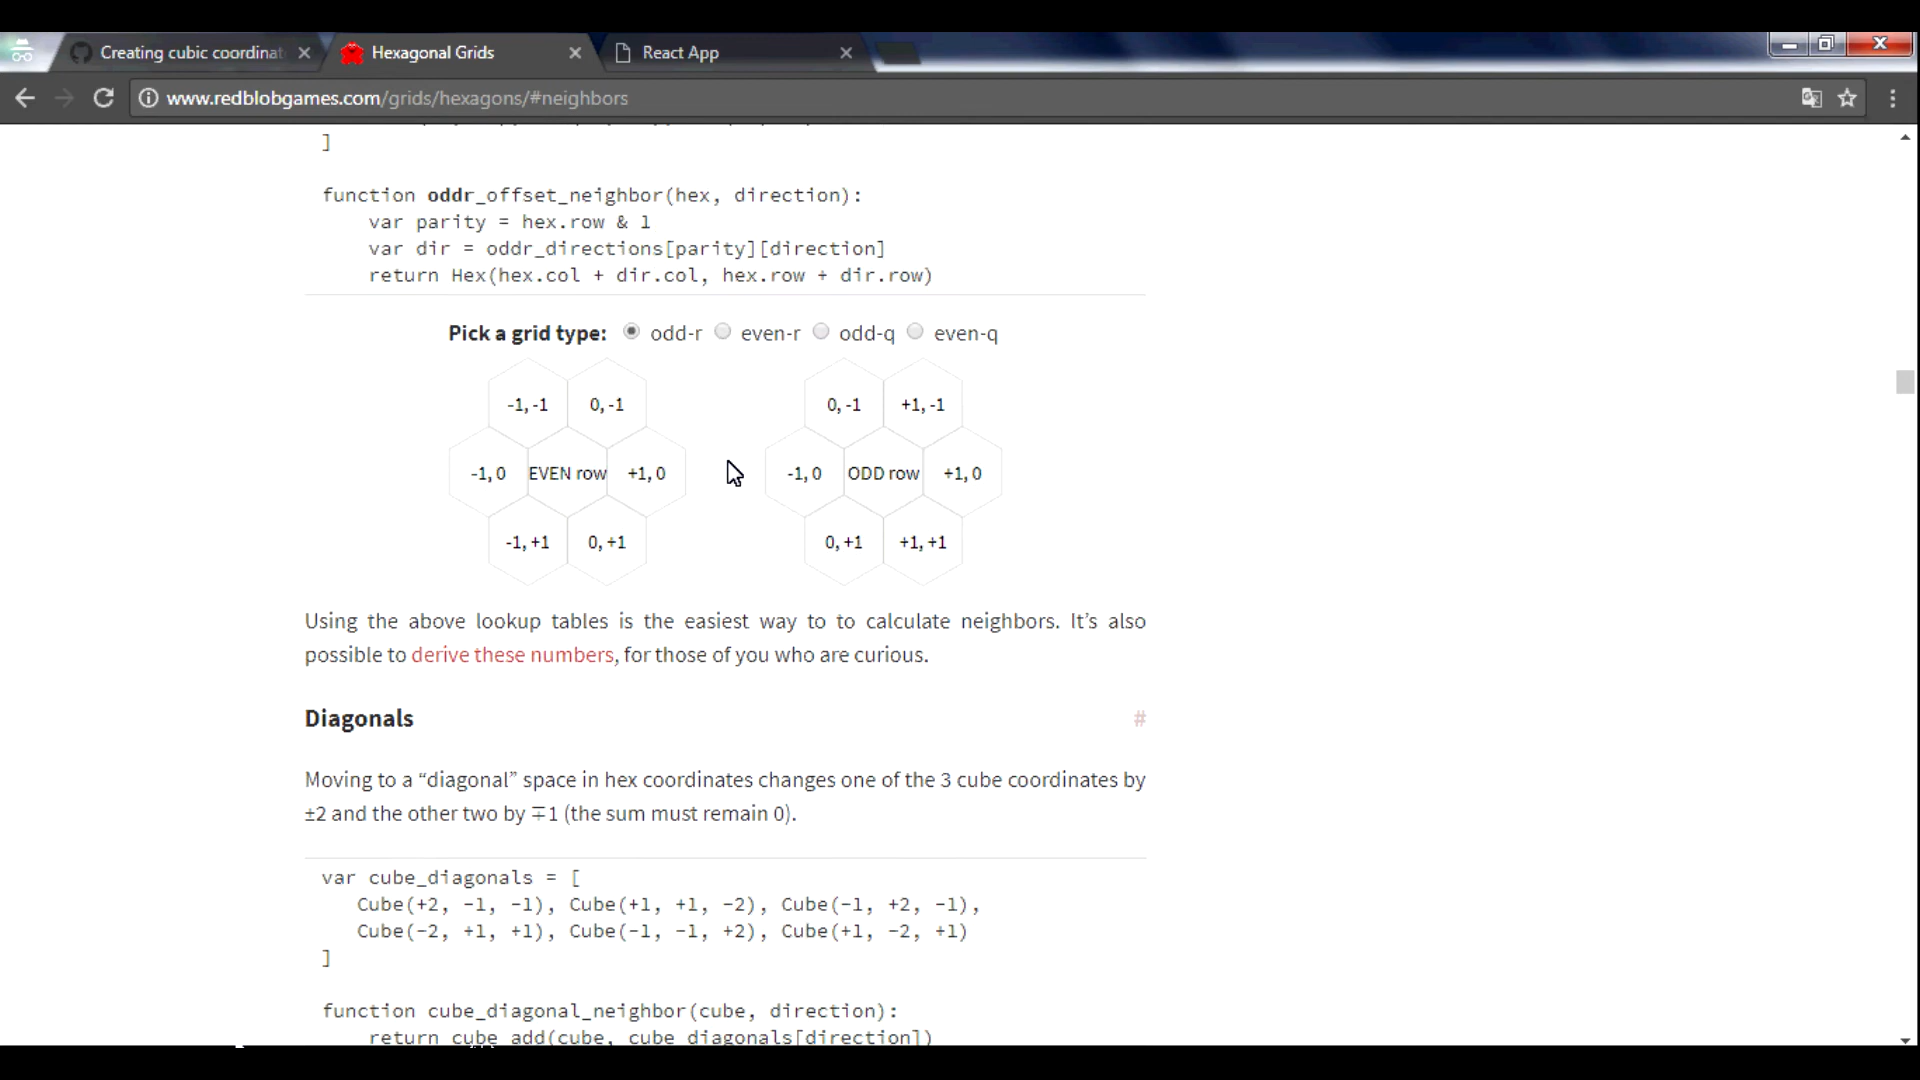 Creating cubic coordinat
Hexagonal Grids
React App
www.redblobgames.com/grids/hexagons/#neighbors
]
function oddr_offset_neighbor(hex, direction):
var parity = hex.row & 1
var dir = oddr_directions[parity][direction]
return Hex(hex.col + dir.col, hex.row + dir.row)
Pick a grid type: odd-r even-r odd-q even-q
-1, -1 0, -1 0, -1 +1, -1
-1, 0 EVEN row +1, 0 -1, 0 ODD row +1, 0
-1, +1 0, +1 0, +1 +1, +1
Using the above lookup tables is the easiest way to to calculate neighbors. It’s also
possible to derive these numbers, for those of you who are curious.
Diagonals #
Moving to a “diagonal” space in hex coordinates changes one of the 3 cube coordinates by
±2 and the other two by ∓1 (the sum must remain 0).
var cube_diagonals = [
Cube(+2, -1, -1), Cube(+1, +1, -2), Cube(-1, +2, -1),
Cube(-2, +1, +1), Cube(-1, -1, +2), Cube(+1, -2, +1)
]
function cube_diagonal_neighbor(cube, direction):
return cube_add(cube, cube_diagonals[direction])